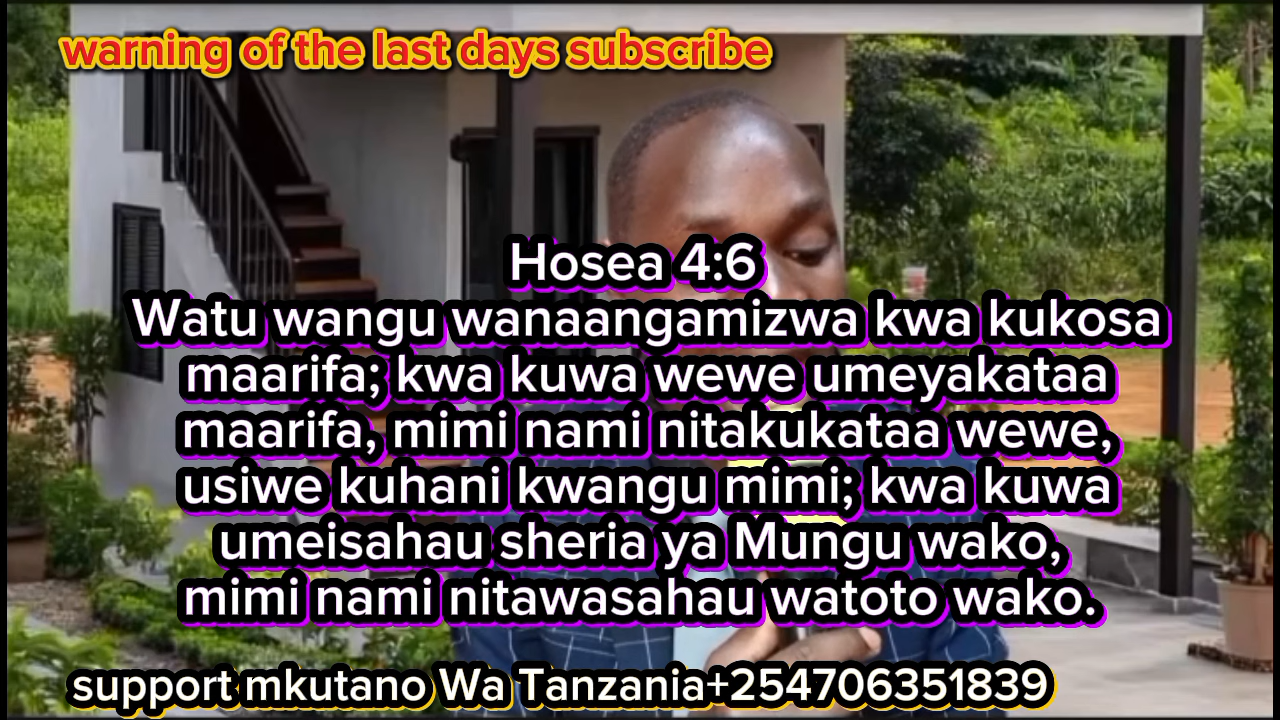 warning of the last days subscribe
Hosea 4:6
Watu wangu wanaangamizwa kwa kukosa
maarifa; kwa kuwa wewe umeyakataa
maarifa, mimi nami nitakukataa wewe,
usiwe kuhani kwangu mimi; kwa kuwa
umeisahau sheria ya Mungu wako,
mimi nami nitawasahau watoto wako.
support mkutano Wa Tanzania+254706351839